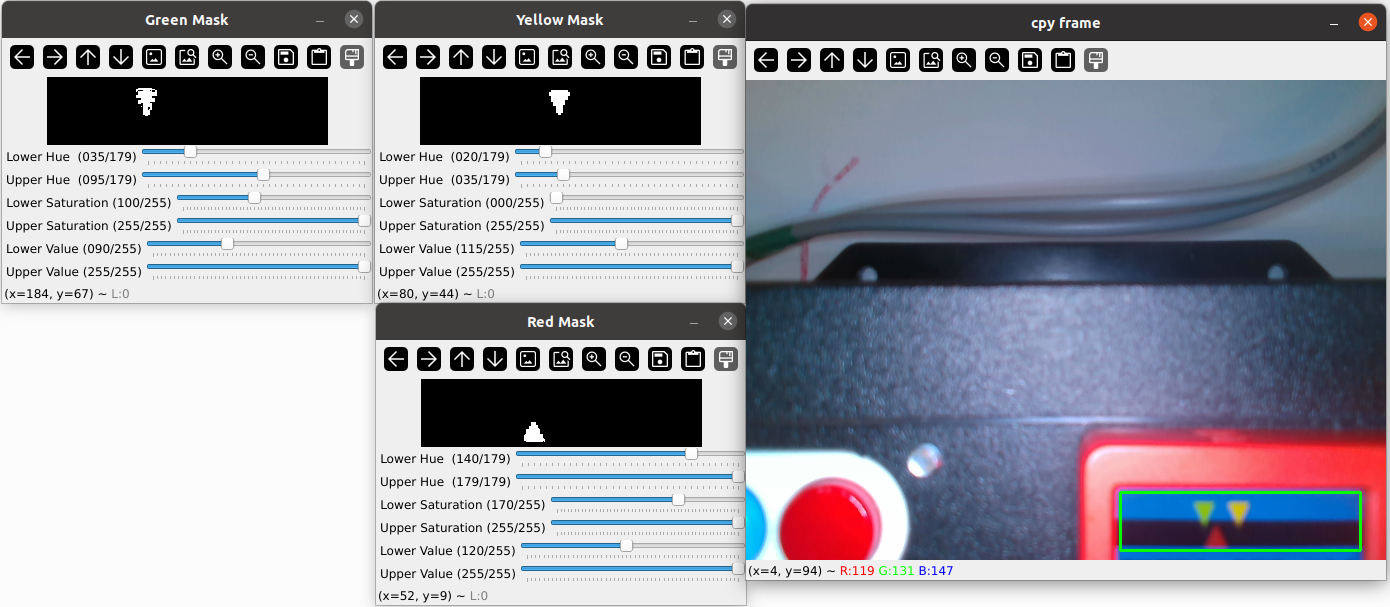 Green Mask
Lower Hue (035/179)
Upper Hue (095/179)
Lower Saturation (100/255)
Upper Saturation (255/255)
Lower Value (090/255)
Upper Value (255/255)
(x=184, y=67) ~ L:0
Yellow Mask
Lower Hue (020/179)
Upper Hue (035/179)
Lower Saturation (000/255)
Upper Saturation (255/255)
Lower Value (115/255)
Upper Value (255/255)
(x=80, y=44) ~ L:0
Red Mask
Lower Hue (140/179)
Upper Hue (179/179)
Lower Saturation (170/255)
Upper Saturation (255/255)
Lower Value (120/255)
Upper Value (255/255)
(x=52, y=9) ~ L:0
cpy frame
(x=4, y=94) ~ R:119 G:131 B:147